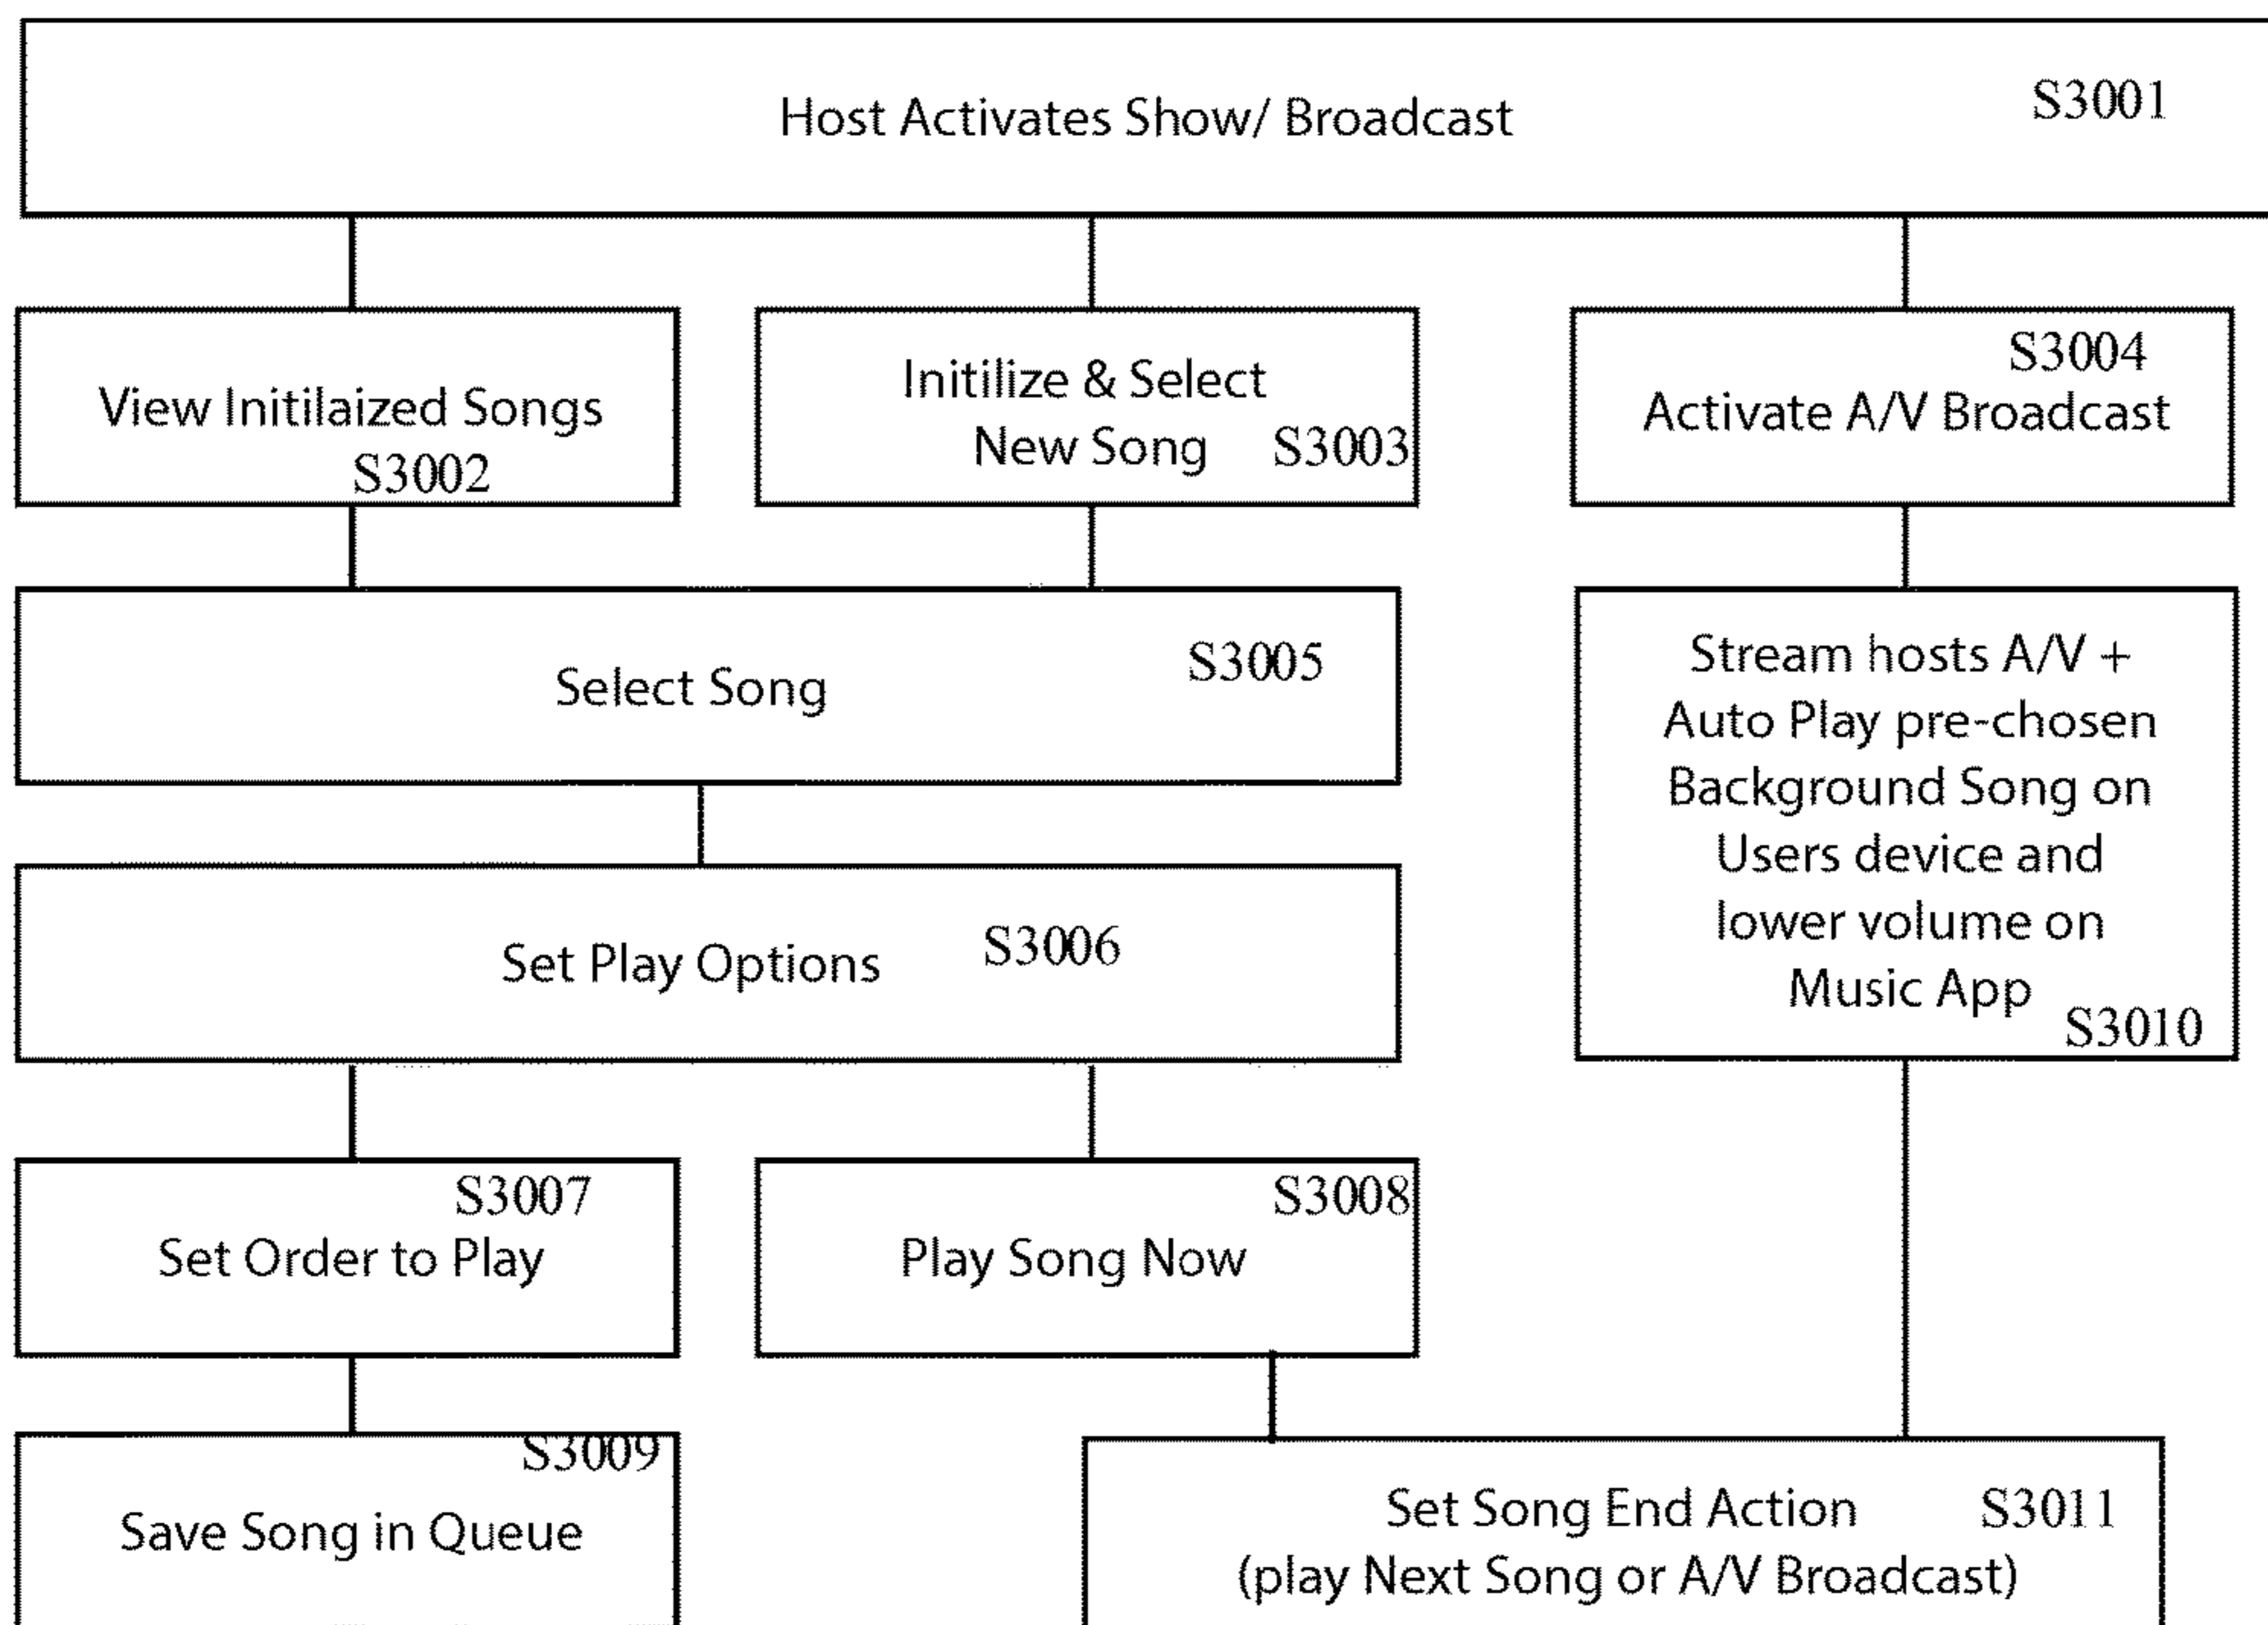 Host Activates Show/ Broadcast
S3001
View Initilaized Songs
S3002
Initilize & Select
New Song S3003
S3004
Activate A/V Broadcast
Select Song S3005
Set Play Options S3006
Stream hosts A/V +
Auto Play pre-chosen
Background Song on
Users device and
lower volume on
Music App
S3010
S3007
Set Order to Play
S3008
Play Song Now
S3009
Save Song in Queue
Set Song End Action S3011
(play Next Song or A/V Broadcast)